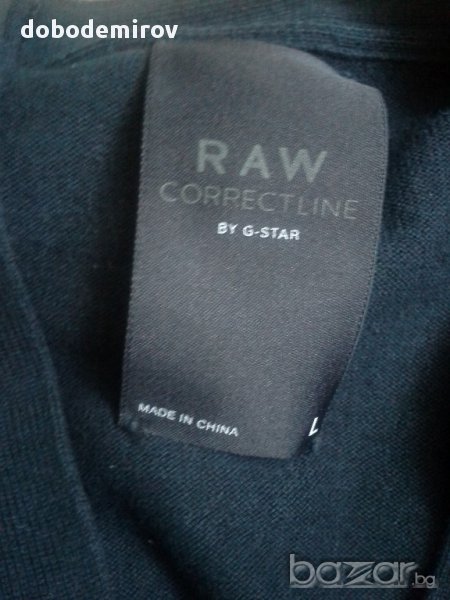 dobodemirov
RAW
CORRECTLINE
BY G-STAR
MADE IN CHINA
L
bazar.bg